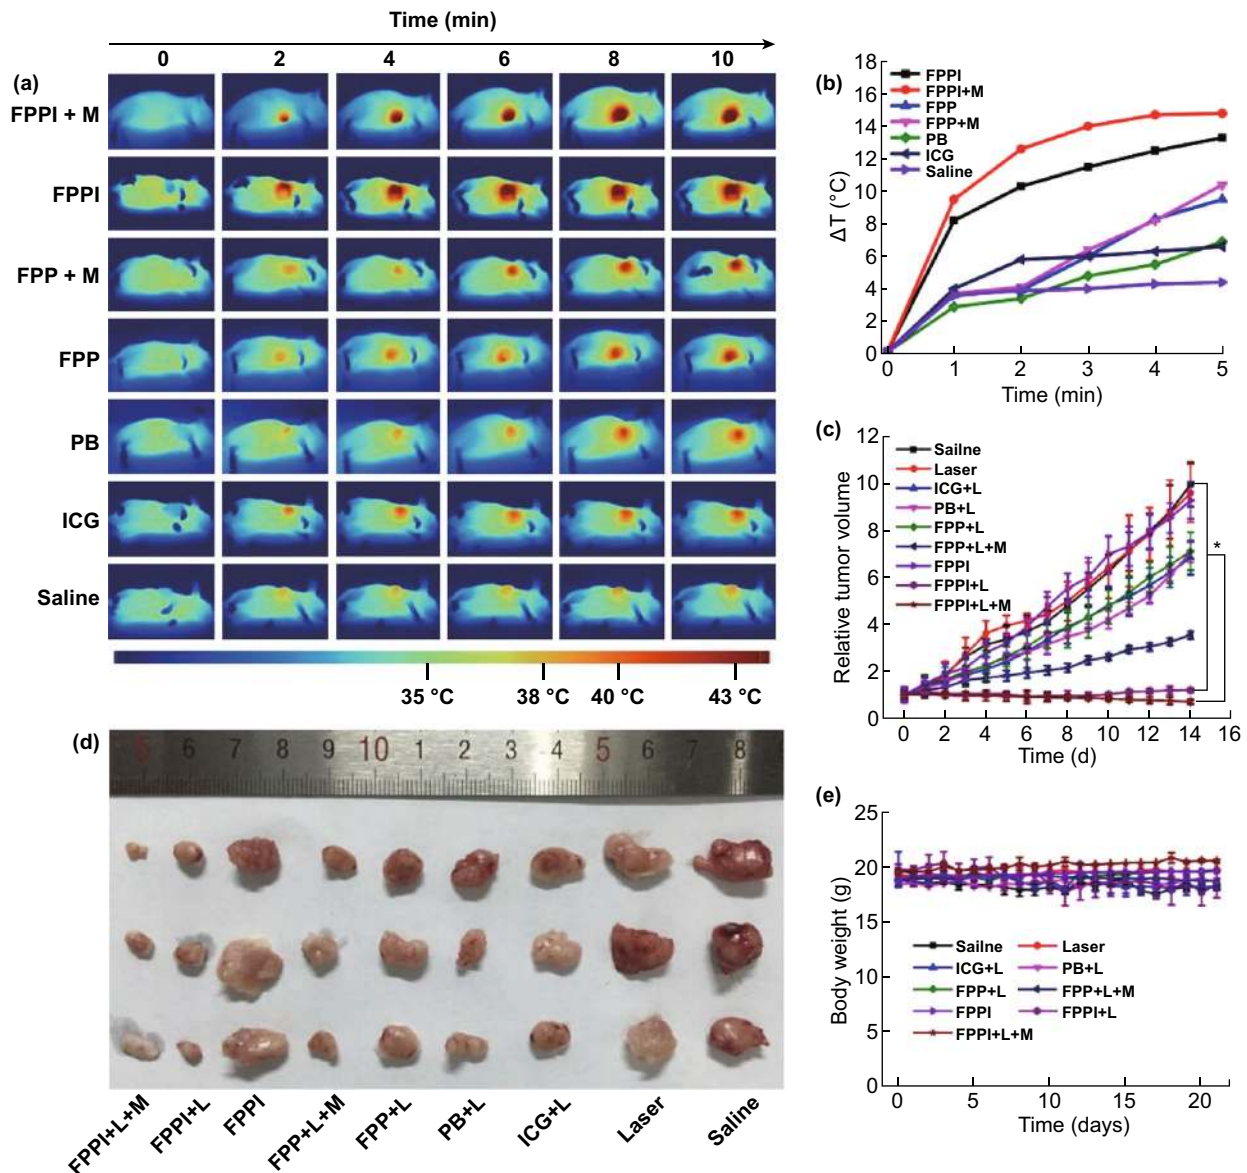 Time (min)
0 2 4 6 8 10
(a)
FPPI + M
FPPI
FPP + M
FPP
PB
ICG
Saline
35 °C 38 °C 40 °C 43 °C
(b)
18
16
14
12
10
8
6
4
2
0
ΔT (°C)
FPPI
FPPI+M
FPP
FPP+M
PB
ICG
Saline
0 1 2 3 4 5
Time (min)
(c)
12
10
8
6
4
2
0
Relative tumor volume
Sailne
Laser
ICG+L
PB+L
FPP+L
FPP+L+M
FPPI
FPPI+L
FPPI+L+M
*
0 2 4 6 8 10 12 14 16
Time (d)
(d)
5 6 7 8 9 10 1 2 3 4 5 6 7 8
FPPI+L+M
FPPI+L
FPPI
FPP+L+M
FPP+L
PB+L
ICG+L
Laser
Saline
(e)
25
20
15
10
5
0
Body weight (g)
Sailne Laser
ICG+L PB+L
FPP+L FPP+L+M
FPPI FPPI+L
FPPI+L+M
0 5 10 15 20
Time (days)